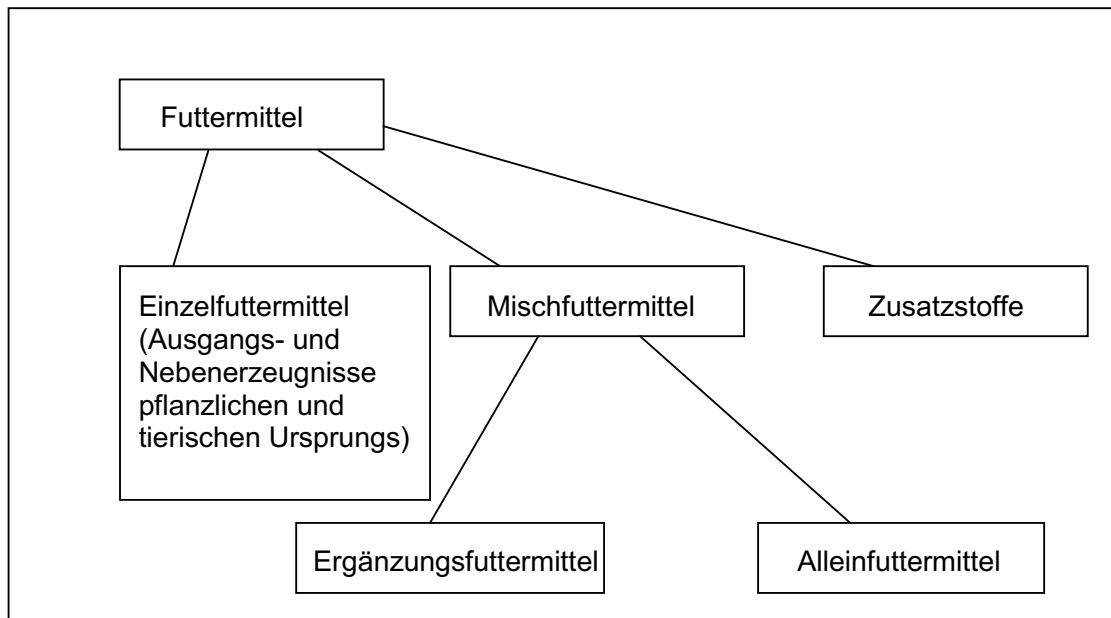 Futtermittel
Einzelfuttermittel
(Ausgangs- und
Nebenerzeugnisse
pflanzlichen und
tierischen Ursprungs)
Mischfuttermittel
Zusatzstoffe
Ergänzungsfuttermittel
Alleinfuttermittel